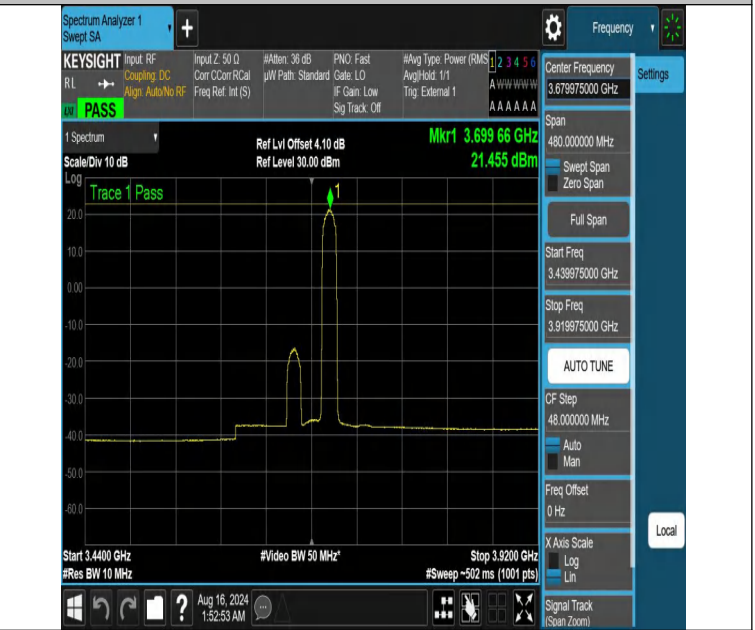 Spectrum Analyzer 1
Swept SA
+
Frequency
KEYSIGHT
RL
PASS
Input: RF
Coupling: DC
Align: Auto/No RF
Input Z: 50 Ω
Corr CCorr RCal
Freq Ref: Int (S)
#Atten: 36 dB
µW Path: Standard
PNO: Fast
Gate: LO
IF Gain: Low
Sig Track: Off
#Avg Type: Power (RMS
Avg|Hold: 1/1
Trig: External 1
1 2 3 4 5 6
A W W W W W
A A A A A A
1 Spectrum
Scale/Div 10 dB
Ref Lvl Offset 4.10 dB
Ref Level 30.00 dBm
Mkr1 3.699 66 GHz
21.455 dBm
Log
Trace 1 Pass
1
20.0
10.0
0.00
-10.0
-20.0
-30.0
-40.0
-50.0
-60.0
Start 3.4400 GHz
#Res BW 10 MHz
#Video BW 50 MHz*
Stop 3.9200 GHz
#Sweep ~502 ms (1001 pts)
Aug 16, 2024
1:52:53 AM
?
Center Frequency
3.679975000 GHz
Settings
Span
480.000000 MHz
Swept Span
Zero Span
Full Span
Start Freq
3.439975000 GHz
Stop Freq
3.919975000 GHz
AUTO TUNE
CF Step
48.000000 MHz
Auto
Man
Freq Offset
0 Hz
X Axis Scale
Log
Lin
Signal Track
(Span Zoom)
Local